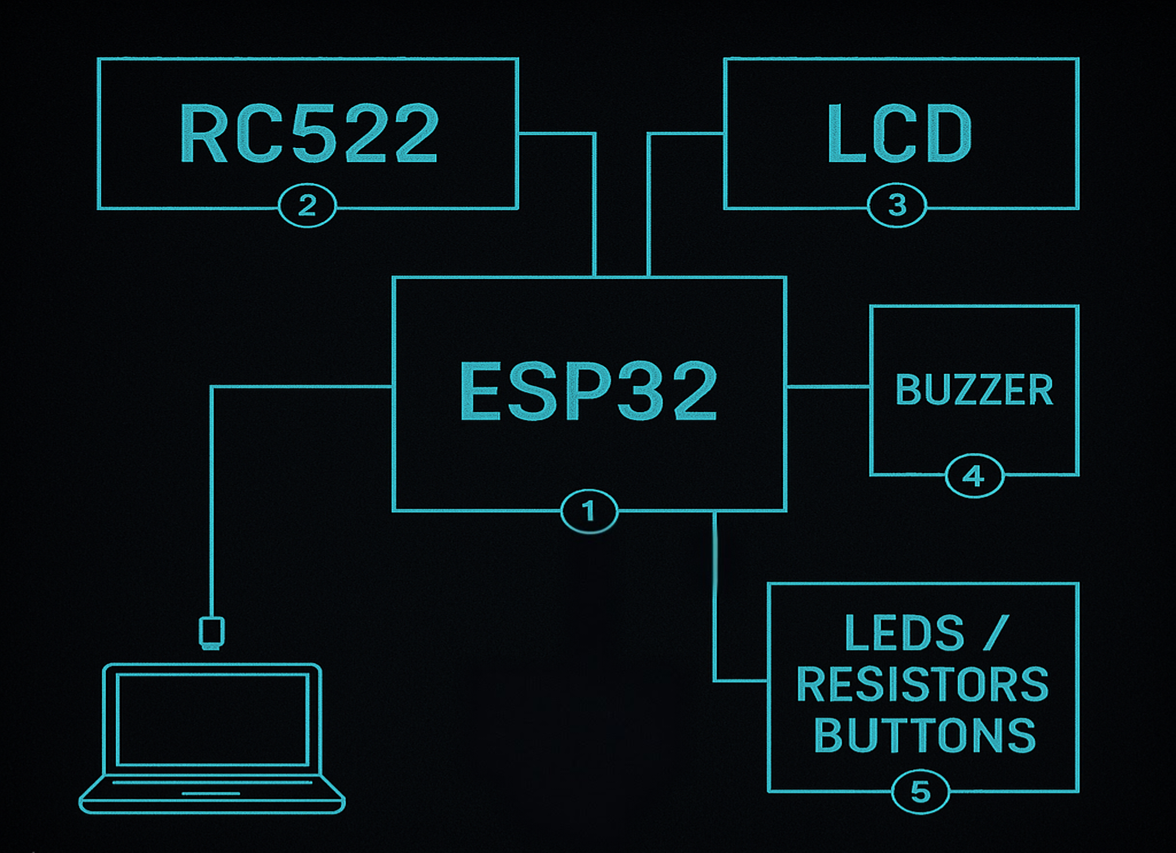 RC522
2
LCD
3
ESP32
1
BUZZER
4
LEDS /
RESISTORS
BUTTONS
5